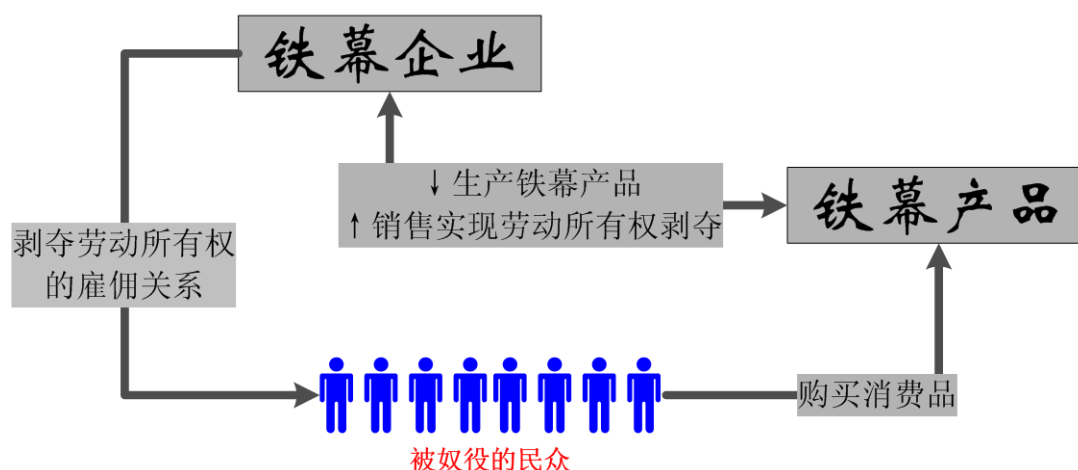 铁幕企业
↓ 生产铁幕产品
↑ 销售实现劳动所有权剥夺
铁幕产品
剥夺劳动所有权
的雇佣关系
购买消费品
被奴役的民众